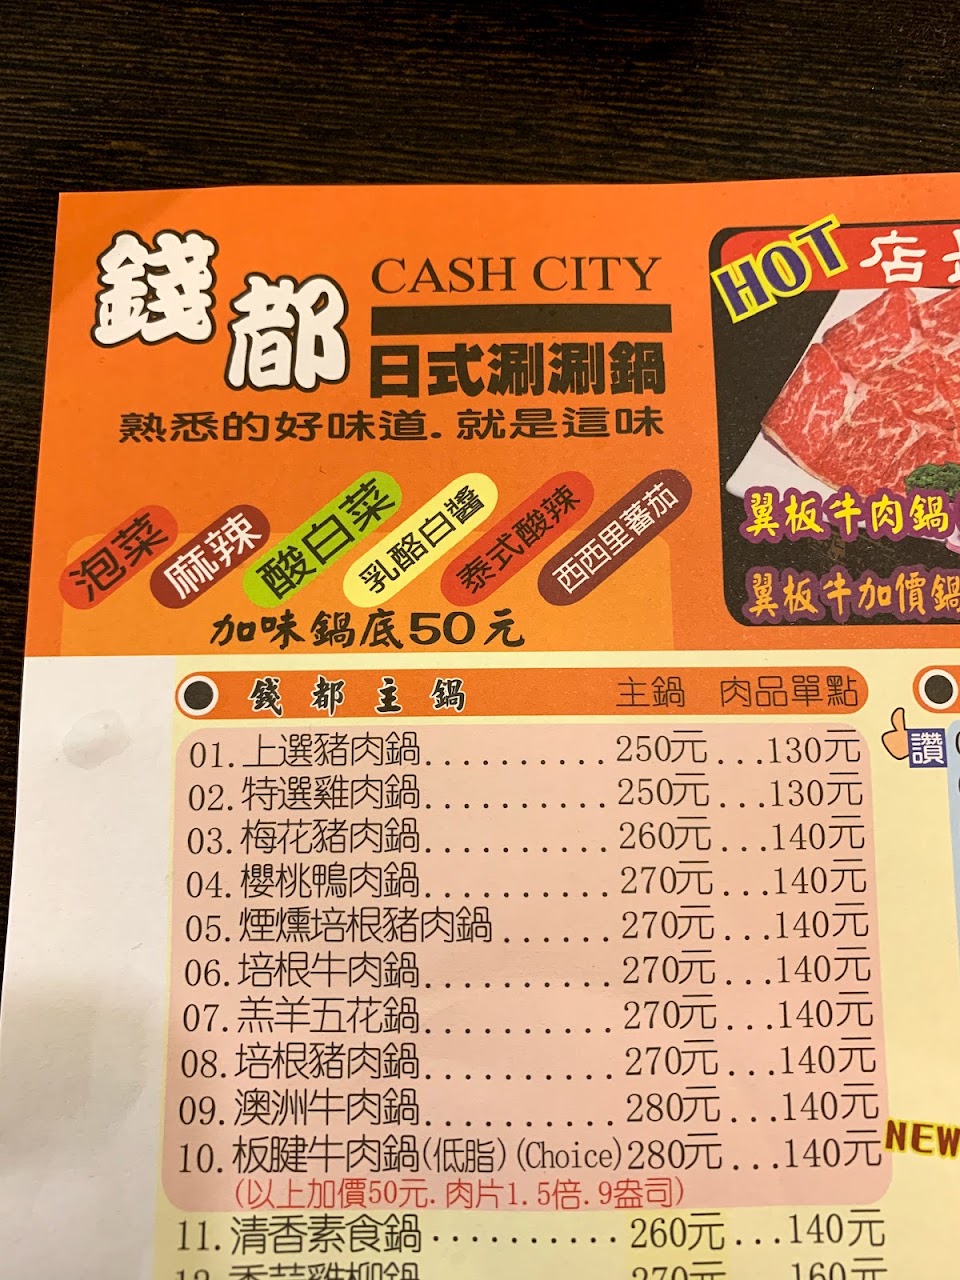 錢都
CASH CITY
日式涮涮鍋
熟悉的好味道.就是這味
泡菜
麻辣
酸白菜
乳酪白醬
泰式酸辣
西西里蕃茄
加味鍋底50元
HOT
店
翼板牛肉鍋
翼板牛加價鍋
錢都主鍋 主鍋 肉品單點
01.上選豬肉鍋..........250元...130元
02.特選雞肉鍋..........250元...130元
03.梅花豬肉鍋..........260元...140元
04.櫻桃鴨肉鍋..........270元...140元
05.煙燻培根豬肉鍋......270元...140元
06.培根牛肉鍋..........270元...140元
07.羔羊五花鍋..........270元...140元
08.培根豬肉鍋..........270元...140元
09.澳洲牛肉鍋..........280元...140元
10.板腱牛肉鍋(低脂)(Choice)280元...140元
(以上加價50元.肉片1.5倍.9盎司)
11.清香素食鍋..........260元...140元
讚
NEW